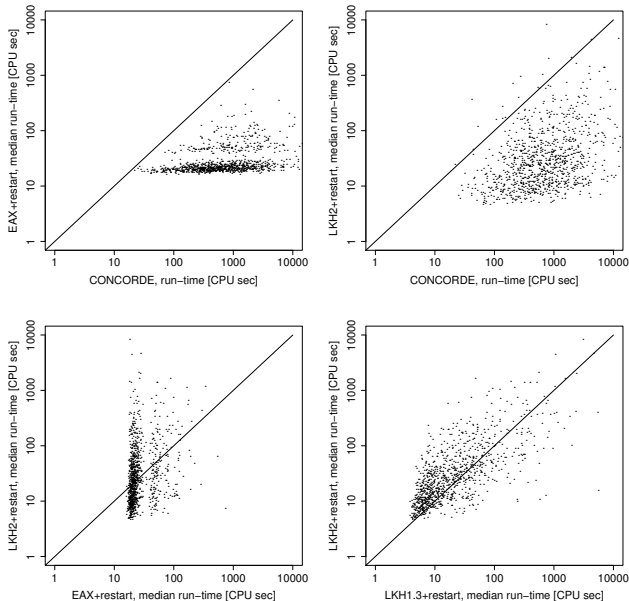 10000
1000
100
10
1
EAX+restart, median run−time [CPU sec]
1 10 100 1000 10000
CONCORDE, run−time [CPU sec]
10000
1000
100
10
1
LKH2+restart, median run−time [CPU sec]
1 10 100 1000 10000
CONCORDE, run−time [CPU sec]
10000
1000
100
10
1
LKH2+restart, median run−time [CPU sec]
1 10 100 1000 10000
EAX+restart, median run−time [CPU sec]
10000
1000
100
10
1
LKH2+restart, median run−time [CPU sec]
1 10 100 1000 10000
LKH1.3+restart, median run−time [CPU sec]